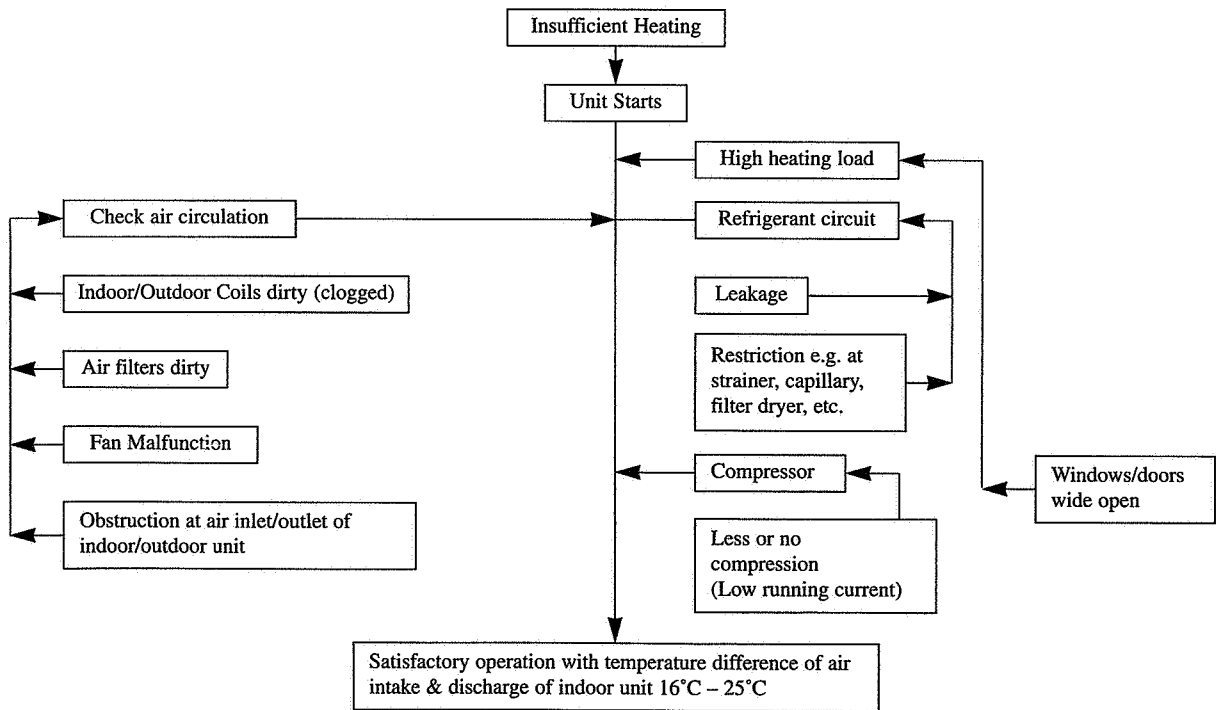 Insufficient Heating
Unit Starts
High heating load
Check air circulation
Refrigerant circuit
Indoor/Outdoor Coils dirty (clogged)
Leakage
Air filters dirty
Restriction e.g. at
strainer, capillary,
filter dryer, etc.
Fan Malfunction
Compressor
Windows/doors
wide open
Obstruction at air inlet/outlet of
indoor/outdoor unit
Less or no
compression
(Low running current)
Satisfactory operation with temperature difference of air
intake & discharge of indoor unit 16°C – 25°C